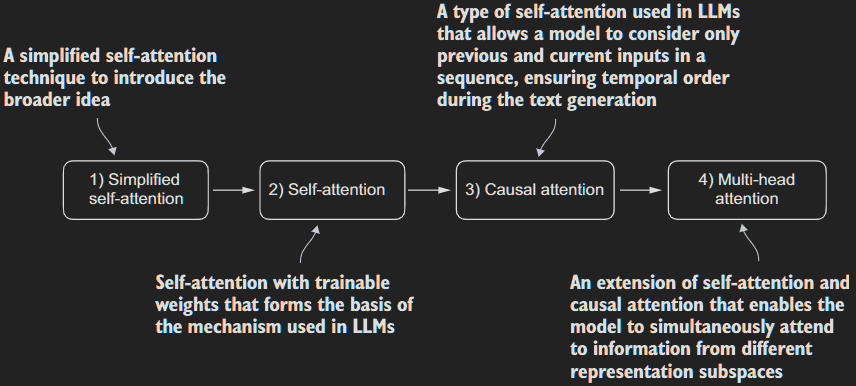 A simplified self-attention
technique to introduce the
broader idea
A type of self-attention used in LLMs
that allows a model to consider only
previous and current inputs in a
sequence, ensuring temporal order
during the text generation
1) Simplified
self-attention
2) Self-attention
3) Causal attention
4) Multi-head
attention
Self-attention with trainable
weights that forms the basis of
the mechanism used in LLMs
An extension of self-attention and
causal attention that enables the
model to simultaneously attend
to information from different
representation subspaces